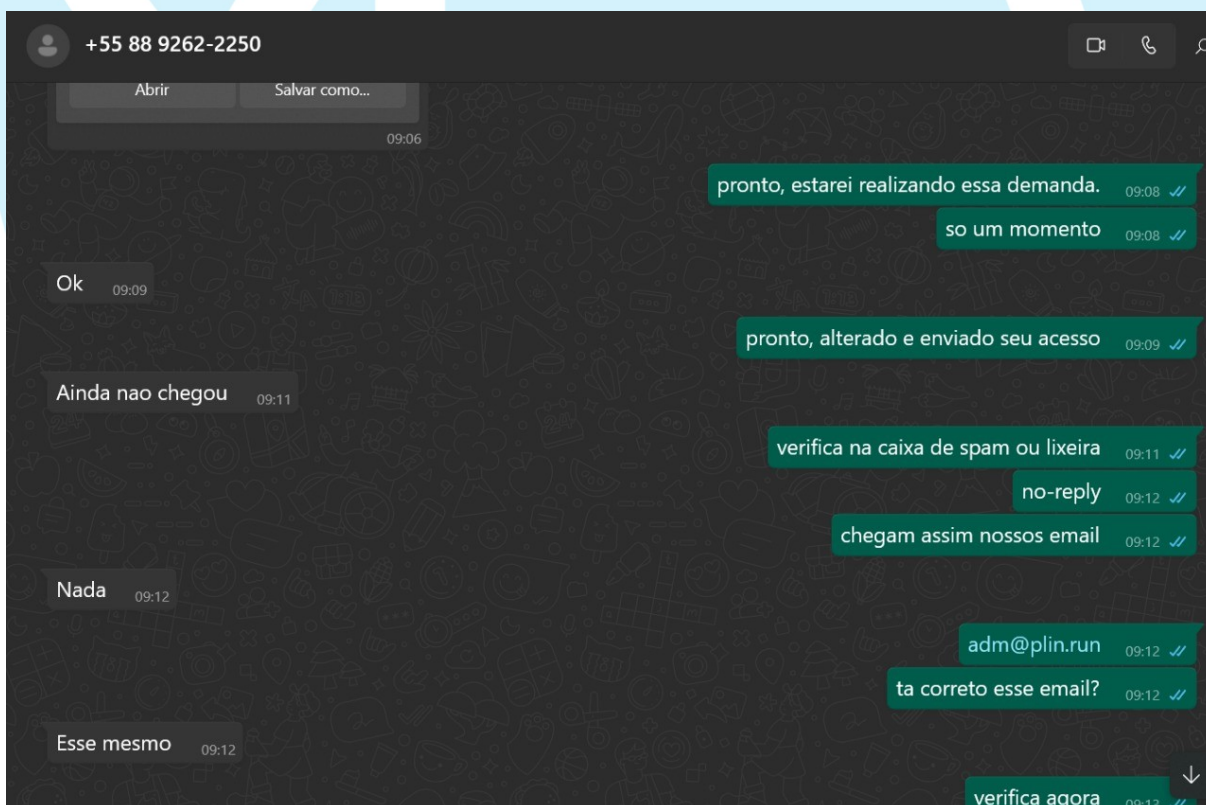 +55 88 9262-2250
Abrir
Salvar como...
09:06
pronto, estarei realizando essa demanda. 09:08
so um momento 09:08
Ok 09:09
pronto, alterado e enviado seu acesso 09:09
Ainda nao chegou 09:11
verifica na caixa de spam ou lixeira 09:11
no-reply 09:12
chegam assim nossos email 09:12
Nada 09:12
adm@plin.run 09:12
ta correto esse email? 09:12
Esse mesmo 09:12
verifica agora 09:13